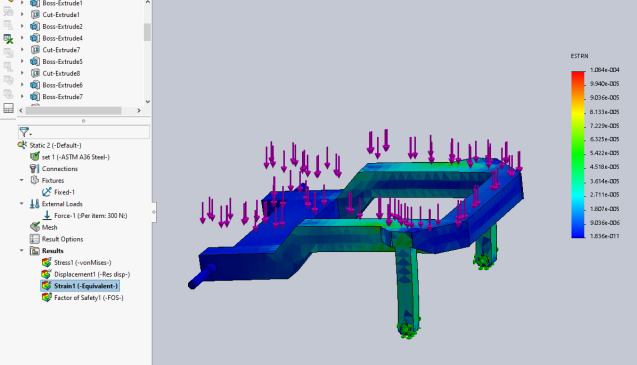 Boss-Extrude1
Cut-Extrude1
Boss-Extrude2
Boss-Extrude4
Cut-Extrude7
Boss-Extrude5
Cut-Extrude8
Boss-Extrude6
Boss-Extrude7
Static 2 (-Default-)
set 1 (-ASTM A36 Steel-)
Connections
Fixtures
Fixed-1
External Loads
Force-1 (:Per item: 300 N:)
Mesh
Result Options
Results
Stress1 (-vonMises-)
Displacement1 (-Res disp-)
Strain1 (-Equivalent-)
Factor of Safety1 (-FOS-)
ESTRN
1.084e-004
9.940e-005
9.036e-005
8.133e-005
7.229e-005
6.325e-005
5.422e-005
4.518e-005
3.614e-005
2.711e-005
1.807e-005
9.036e-006
1.836e-011